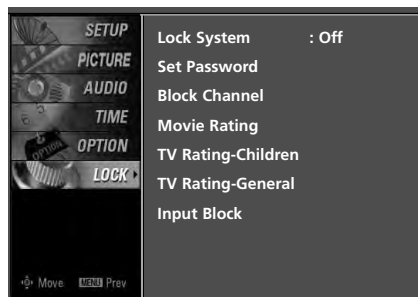 SETUP
PICTURE
AUDIO
TIME
OPTION
LOCK
Lock System : Off
Set Password
Block Channel
Movie Rating
TV Rating-Children
TV Rating-General
Input Block
Move MENU Prev